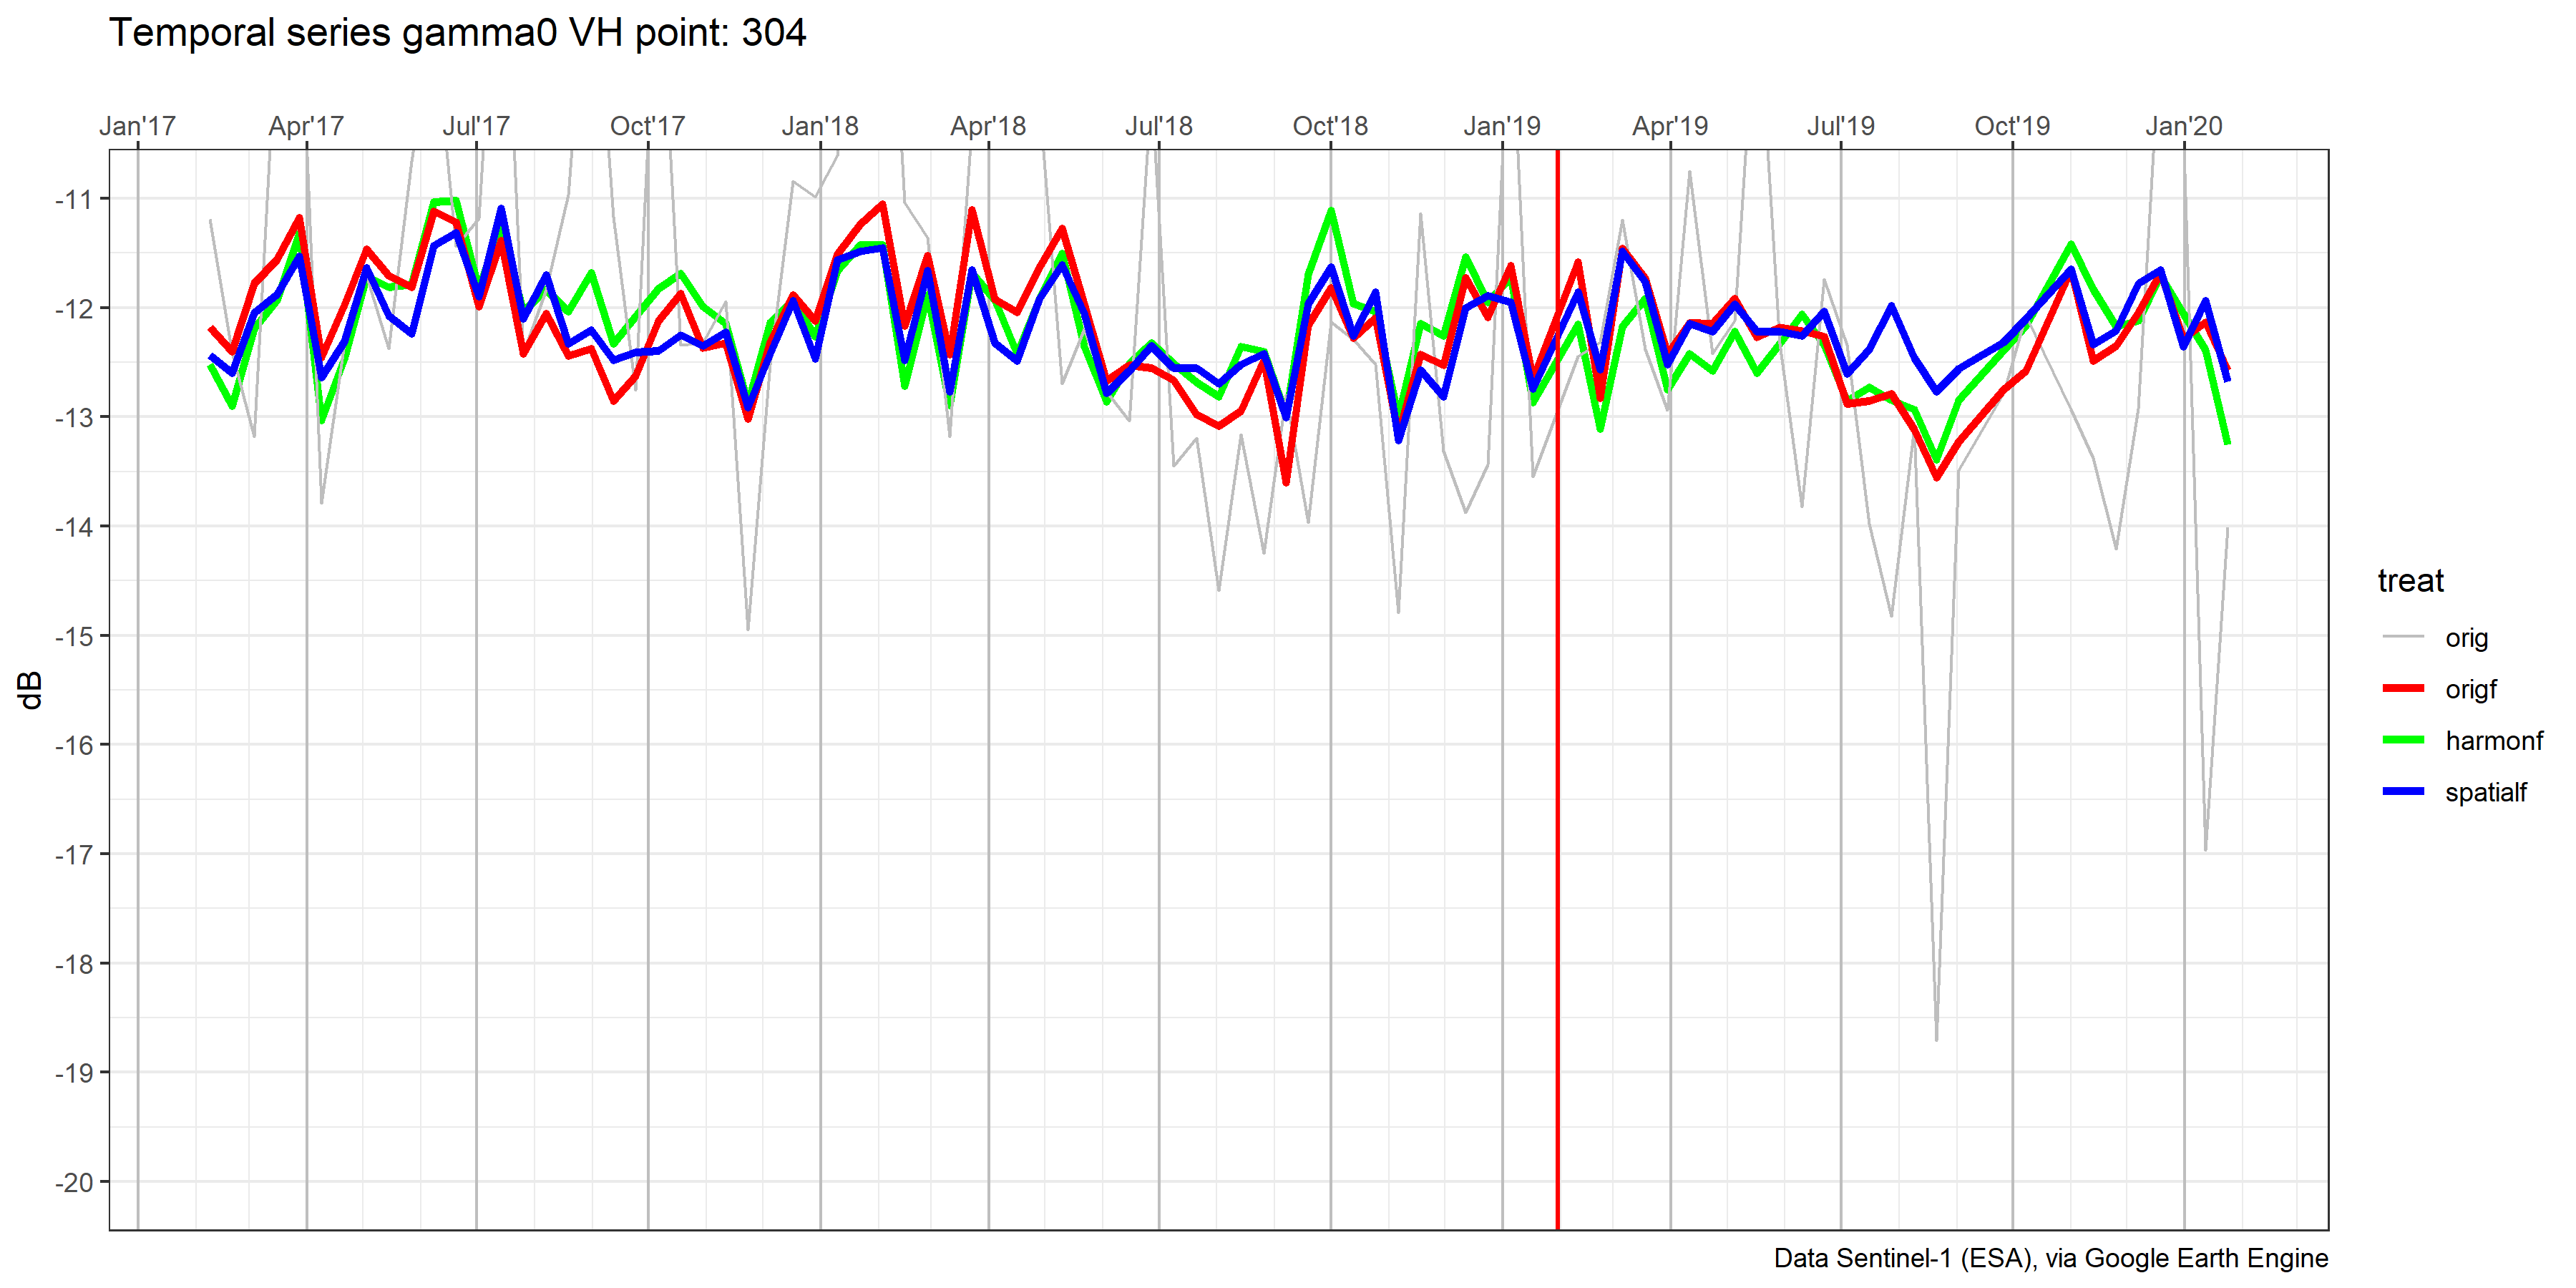 Temporal series gamma0 VH point: 304
Jan'17 Apr'17 Jul'17 Oct'17 Jan'18 Apr'18 Jul'18 Oct'18 Jan'19 Apr'19 Jul'19 Oct'19 Jan'20
-11
-12
-13
-14
-15
-16
-17
-18
-19
-20
dB
treat
orig
origf
harmonf
spatialf
Data Sentinel-1 (ESA), via Google Earth Engine